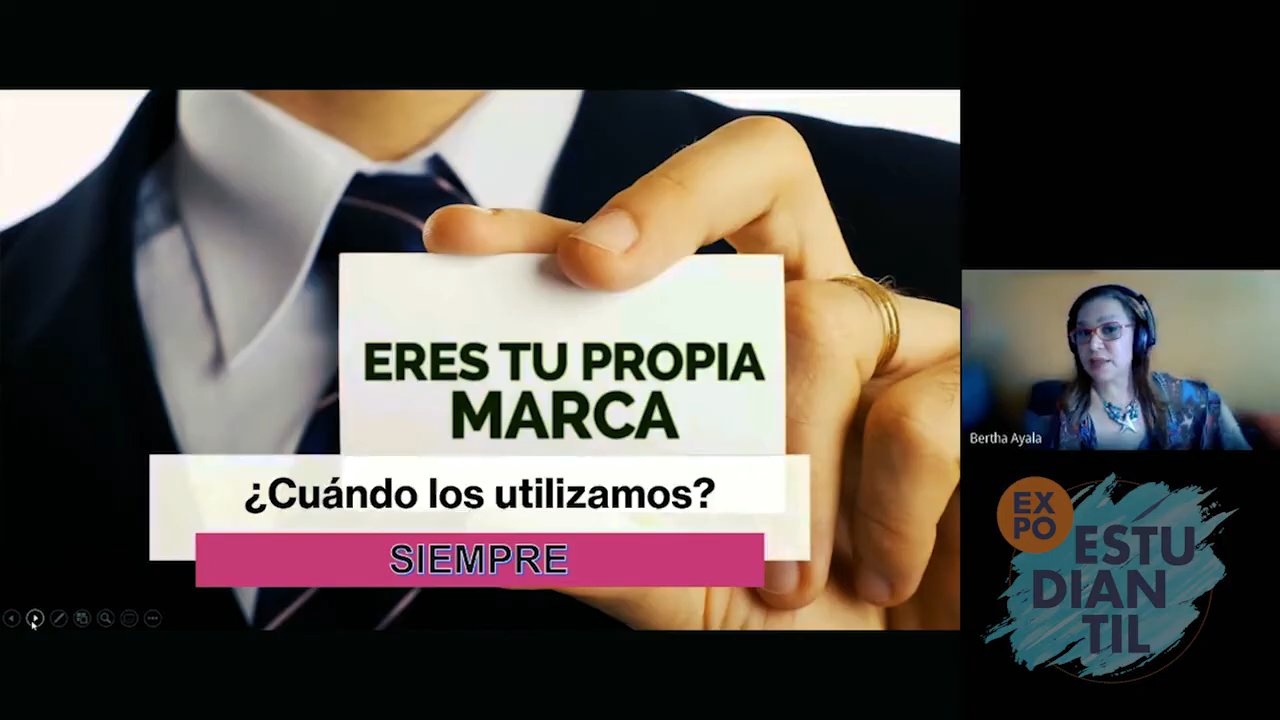 ERES TU PROPIA
MARCA
¿Cuándo los utilizamos?
SIEMPRE
Bertha Ayala
EX
PO
ESTU
DIAN
TIL